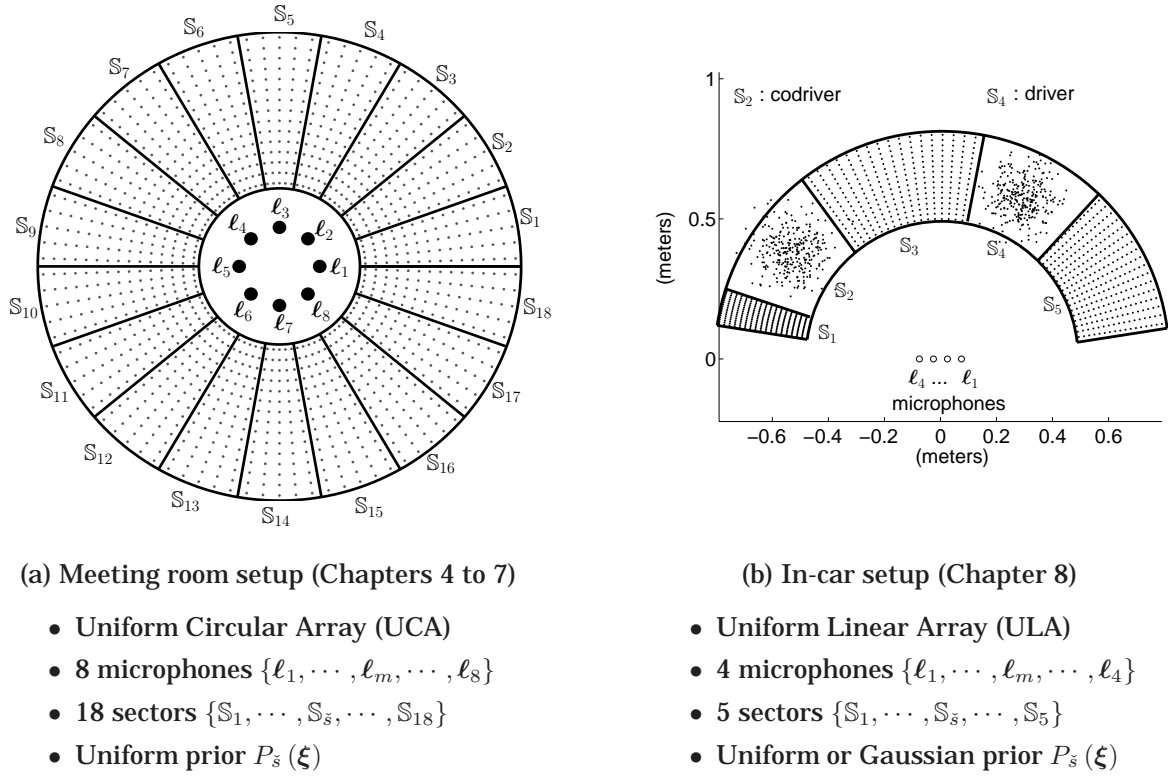 𝕊5
𝕊6
𝕊4
𝕊7
𝕊3
𝕊8
𝕊2
𝕊9
𝕊1
𝕊10
𝕊18
𝕊11
𝕊17
𝕊12
𝕊16
𝕊13
𝕊15
𝕊14
ℓ3
ℓ4
ℓ2
ℓ5
ℓ1
ℓ6
ℓ8
ℓ7
1
𝕊2 : codriver
𝕊4 : driver
0.5
0
(meters)
𝕊3
𝕊4
𝕊2
𝕊5
𝕊1
ℓ4 ... ℓ1
microphones
−0.6 −0.4 −0.2 0 0.2 0.4 0.6
(meters)
(a) Meeting room setup (Chapters 4 to 7)
• Uniform Circular Array (UCA)
• 8 microphones {ℓ1, · · · , ℓm, · · · , ℓ8}
• 18 sectors {𝕊1, · · · , 𝕊š, · · · , 𝕊18}
• Uniform prior Pš (ξ)
(b) In-car setup (Chapter 8)
• Uniform Linear Array (ULA)
• 4 microphones {ℓ1, · · · , ℓm, · · · , ℓ4}
• 5 sectors {𝕊1, · · · , 𝕊š, · · · , 𝕊5}
• Uniform or Gaussian prior Pš (ξ)